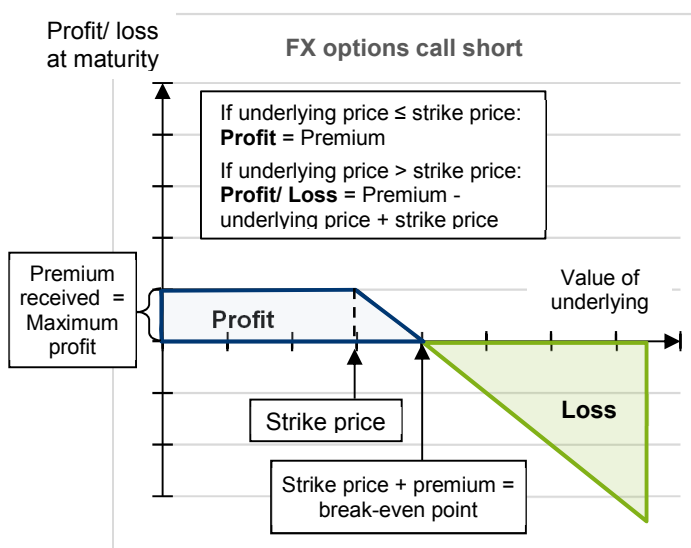 Profit/ loss
at maturity
FX options call short
If underlying price ≤ strike price:
Profit = Premium
If underlying price > strike price:
Profit/ Loss = Premium -
underlying price + strike price
Premium
received =
Maximum
profit
Value of
underlying
Profit
Loss
Strike price
Strike price + premium =
break-even point